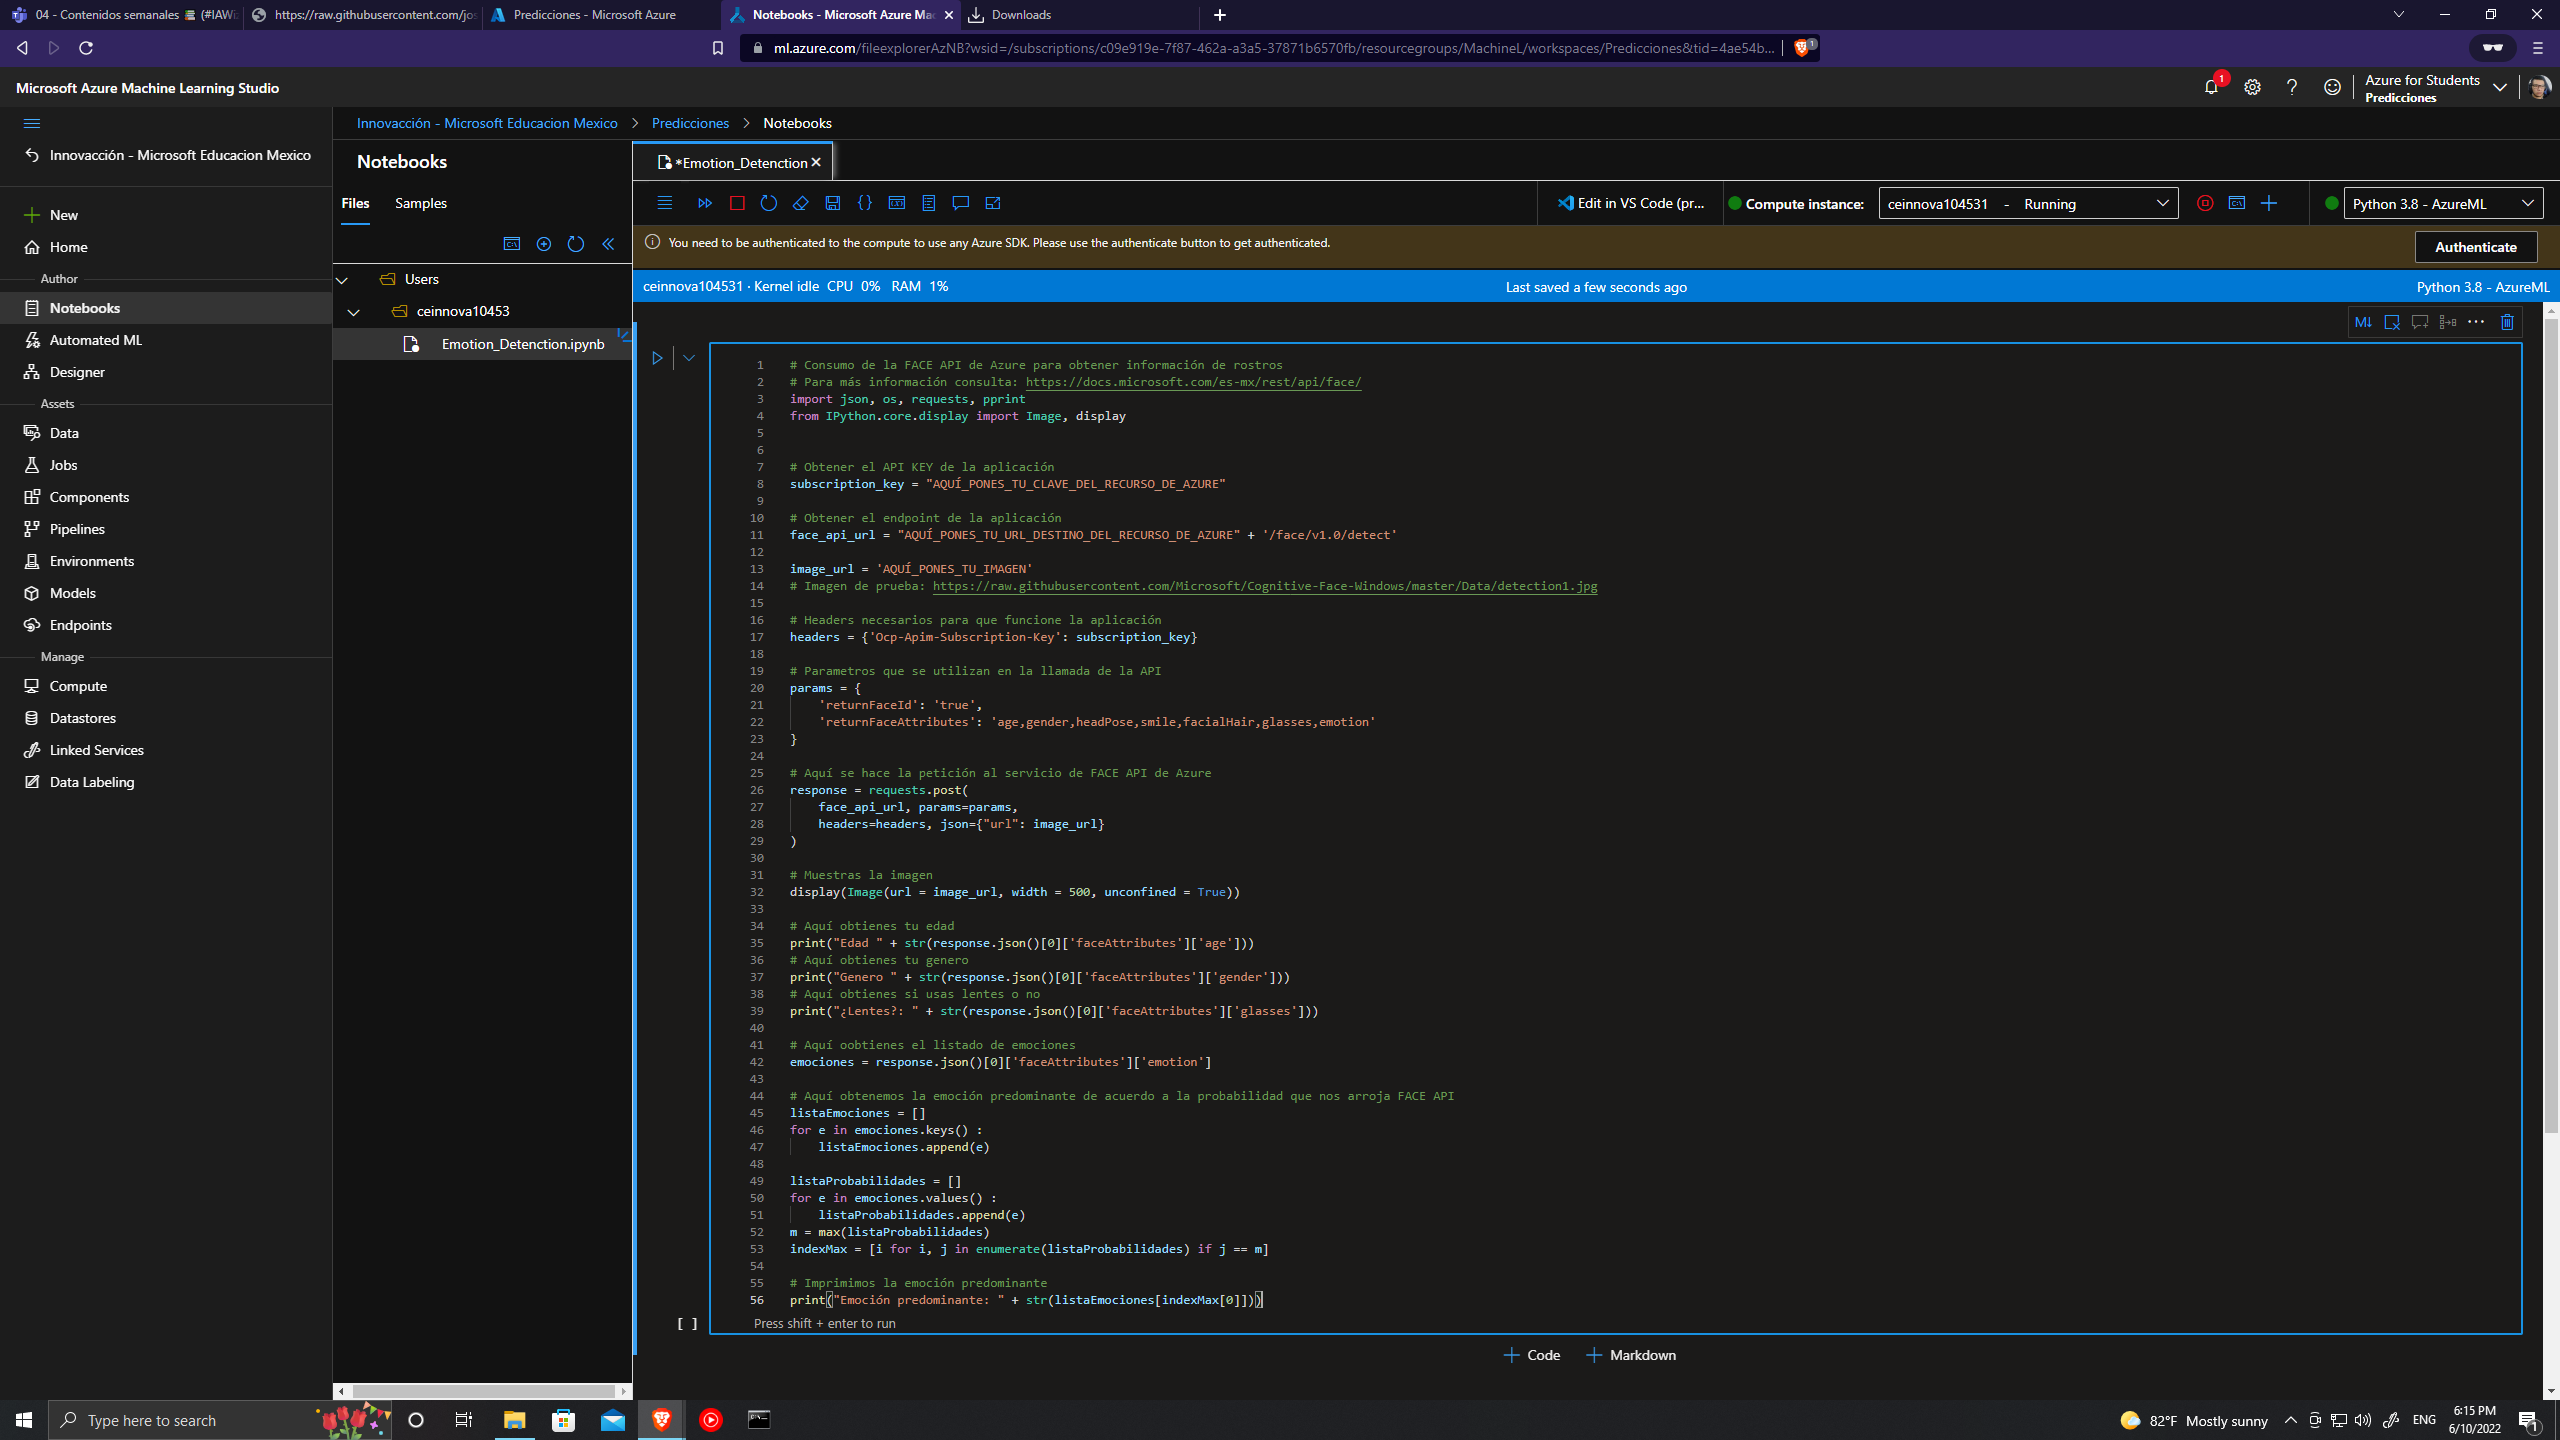 04 - Contenidos semanales
(#IAWi
https://raw.githubusercontent.com/jos
Predicciones - Microsoft Azure
Notebooks - Microsoft Azure Mac
Downloads
ml.azure.com/fileexplorerAzNB?wsid=/subscriptions/c09e919e-7f87-462a-a3a5-37871b6570fb/resourcegroups/MachineL/workspaces/Predicciones&tid=4ae54b...
1
Microsoft Azure Machine Learning Studio
1
Azure for Students
Predicciones
Innovacción - Microsoft Educacion Mexico
New
Home
Author
Notebooks
Automated ML
Designer
Assets
Data
Jobs
Components
Pipelines
Environments
Models
Endpoints
Manage
Compute
Datastores
Linked Services
Data Labeling
Innovacción - Microsoft Educacion Mexico > Predicciones > Notebooks
Notebooks
Files
Samples
Users
ceinnova10453
Emotion_Detenction.ipynb
*Emotion_Detenction
Edit in VS Code (pr...
Compute instance:
ceinnova104531 - Running
Python 3.8 - AzureML
You need to be authenticated to the compute to use any Azure SDK. Please use the authenticate button to get authenticated.
Authenticate
ceinnova104531 · Kernel idle CPU 0% RAM 1%
Last saved a few seconds ago
Python 3.8 - AzureML
M↓
1 # Consumo de la FACE API de Azure para obtener información de rostros
2 # Para más información consulta: https://docs.microsoft.com/es-mx/rest/api/face/
3 import json, os, requests, pprint
4 from IPython.core.display import Image, display
5
6
7 # Obtener el API KEY de la aplicación
8 subscription_key = "AQUÍ_PONES_TU_CLAVE_DEL_RECURSO_DE_AZURE"
9
10 # Obtener el endpoint de la aplicación
11 face_api_url = "AQUÍ_PONES_TU_URL_DESTINO_DEL_RECURSO_DE_AZURE" + '/face/v1.0/detect'
12
13 image_url = 'AQUÍ_PONES_TU_IMAGEN'
14 # Imagen de prueba: https://raw.githubusercontent.com/Microsoft/Cognitive-Face-Windows/master/Data/detection1.jpg
15
16 # Headers necesarios para que funcione la aplicación
17 headers = {'Ocp-Apim-Subscription-Key': subscription_key}
18
19 # Parametros que se utilizan en la llamada de la API
20 params = {
21 'returnFaceId': 'true',
22 'returnFaceAttributes': 'age,gender,headPose,smile,facialHair,glasses,emotion'
23 }
24
25 # Aquí se hace la petición al servicio de FACE API de Azure
26 response = requests.post(
27 face_api_url, params=params,
28 headers=headers, json={"url": image_url}
29 )
30
31 # Muestras la imagen
32 display(Image(url = image_url, width = 500, unconfined = True))
33
34 # Aquí obtienes tu edad
35 print("Edad " + str(response.json()[0]['faceAttributes']['age']))
36 # Aquí obtienes tu genero
37 print("Genero " + str(response.json()[0]['faceAttributes']['gender']))
38 # Aquí obtienes si usas lentes o no
39 print("¿Lentes?: " + str(response.json()[0]['faceAttributes']['glasses']))
40
41 # Aquí oobtienes el listado de emociones
42 emociones = response.json()[0]['faceAttributes']['emotion']
43
44 # Aquí obtenemos la emoción predominante de acuerdo a la probabilidad que nos arroja FACE API
45 listaEmociones = []
46 for e in emociones.keys() :
47 listaEmociones.append(e)
48
49 listaProbabilidades = []
50 for e in emociones.values() :
51 listaProbabilidades.append(e)
52 m = max(listaProbabilidades)
53 indexMax = [i for i, j in enumerate(listaProbabilidades) if j == m]
54
55 # Imprimimos la emoción predominante
56 print("Emoción predominante: " + str(listaEmociones[indexMax[0]]))
[ ]
Press shift + enter to run
Code
Markdown
Type here to search
82°F Mostly sunny
ENG
6:15 PM
6/10/2022
1